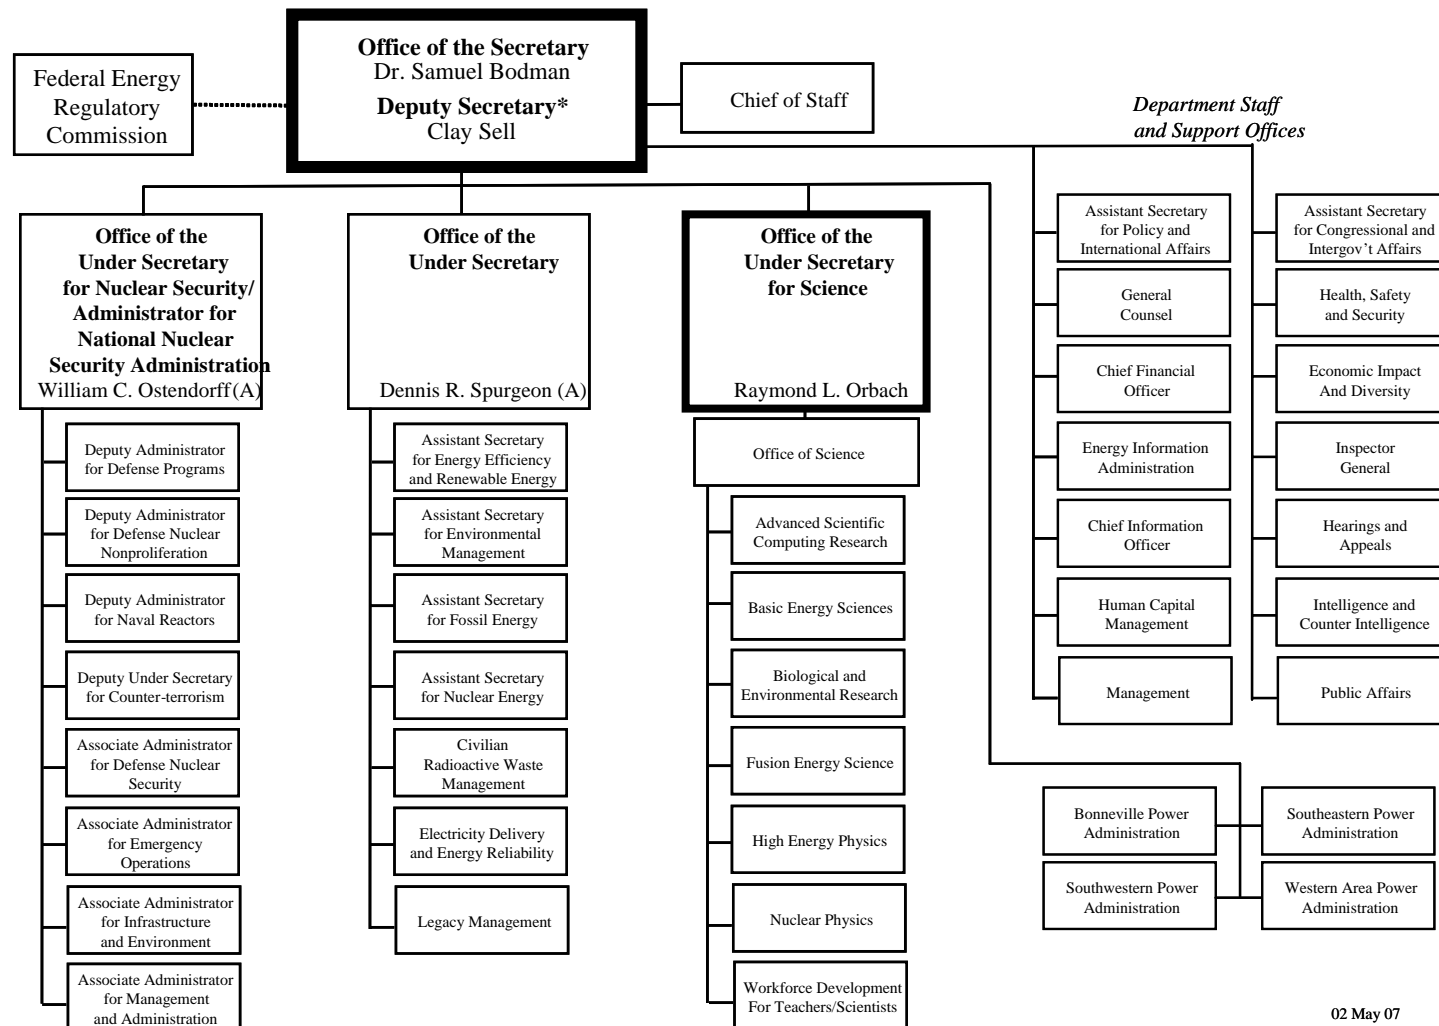 Office of the Secretary
Dr. Samuel Bodman
Deputy Secretary*
Clay Sell
Federal Energy
Regulatory
Commission
Chief of Staff
Department Staff
and Support Offices
Office of the
Under Secretary
for Nuclear Security/
Administrator for
National Nuclear
Security Administration
William C. Ostendorff (A)
Deputy Administrator
for Defense Programs
Deputy Administrator
for Defense Nuclear
Nonproliferation
Deputy Administrator
for Naval Reactors
Deputy Under Secretary
for Counter-terrorism
Associate Administrator
for Defense Nuclear
Security
Associate Administrator
for Emergency
Operations
Associate Administrator
for Infrastructure
and Environment
Associate Administrator
for Management
and Administration
Office of the
Under Secretary
Dennis R. Spurgeon (A)
Assistant Secretary
for Energy Efficiency
and Renewable Energy
Assistant Secretary
for Environmental
Management
Assistant Secretary
for Fossil Energy
Assistant Secretary
for Nuclear Energy
Civilian
Radioactive Waste
Management
Electricity Delivery
and Energy Reliability
Legacy Management
Office of the
Under Secretary
for Science
Raymond L. Orbach
Office of Science
Advanced Scientific
Computing Research
Basic Energy Sciences
Biological and
Environmental Research
Fusion Energy Science
High Energy Physics
Nuclear Physics
Workforce Development
For Teachers/Scientists
Assistant Secretary
for Policy and
International Affairs
General
Counsel
Chief Financial
Officer
Energy Information
Administration
Chief Information
Officer
Human Capital
Management
Management
Assistant Secretary
for Congressional and
Intergov't Affairs
Health, Safety
and Security
Economic Impact
And Diversity
Inspector
General
Hearings and
Appeals
Intelligence and
Counter Intelligence
Public Affairs
Bonneville Power
Administration
Southeastern Power
Administration
Southwestern Power
Administration
Western Area Power
Administration
02 May 07